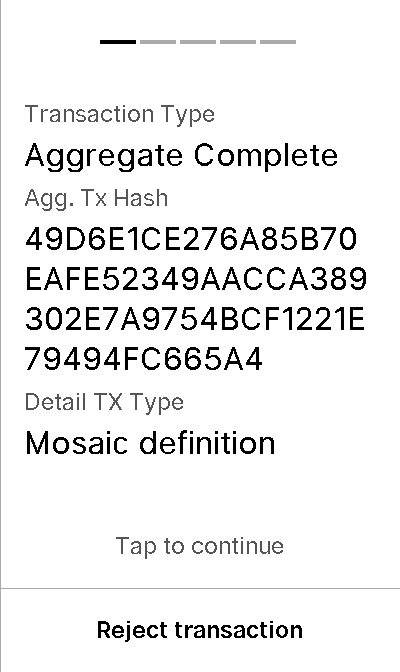 Transaction Type
Aggregate Complete
Agg. Tx Hash
49D6E1CE276A85B70
EAFE52349AACCA389
302E7A9754BCF1221E
79494FC665A4
Detail TX Type
Mosaic definition
Tap to continue
Reject transaction